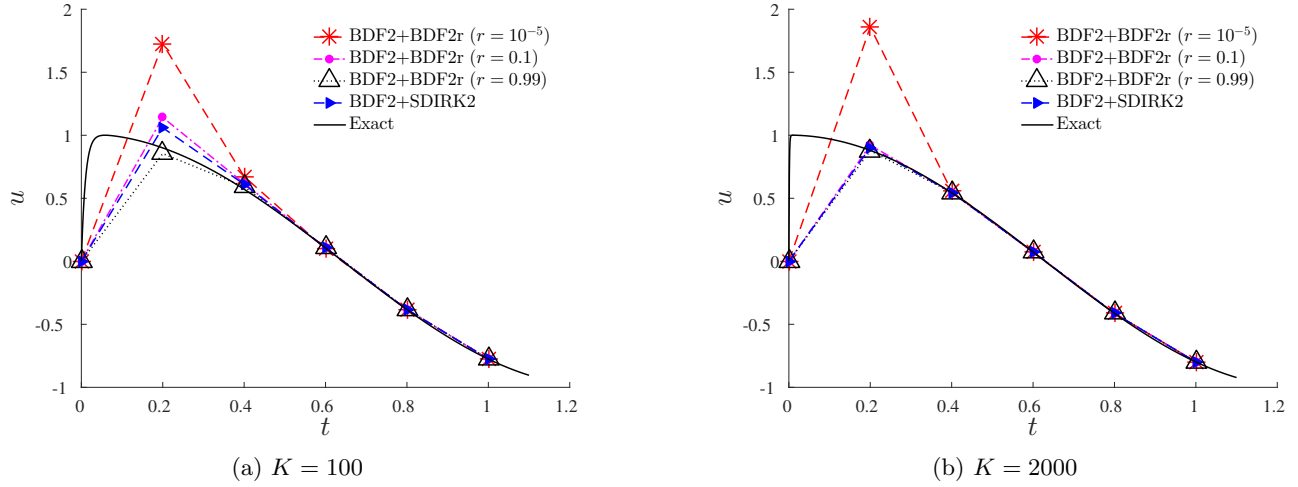 2
1.5
1
0.5
0
-0.5
-1
u
0
0.2
0.4
0.6
0.8
1
1.2
t
BDF2+BDF2r (r = 10⁻⁵)
BDF2+BDF2r (r = 0.1)
BDF2+BDF2r (r = 0.99)
BDF2+SDIRK2
Exact
(a) K = 100
2
1.5
1
0.5
0
-0.5
-1
u
0
0.2
0.4
0.6
0.8
1
1.2
t
BDF2+BDF2r (r = 10⁻⁵)
BDF2+BDF2r (r = 0.1)
BDF2+BDF2r (r = 0.99)
BDF2+SDIRK2
Exact
(b) K = 2000